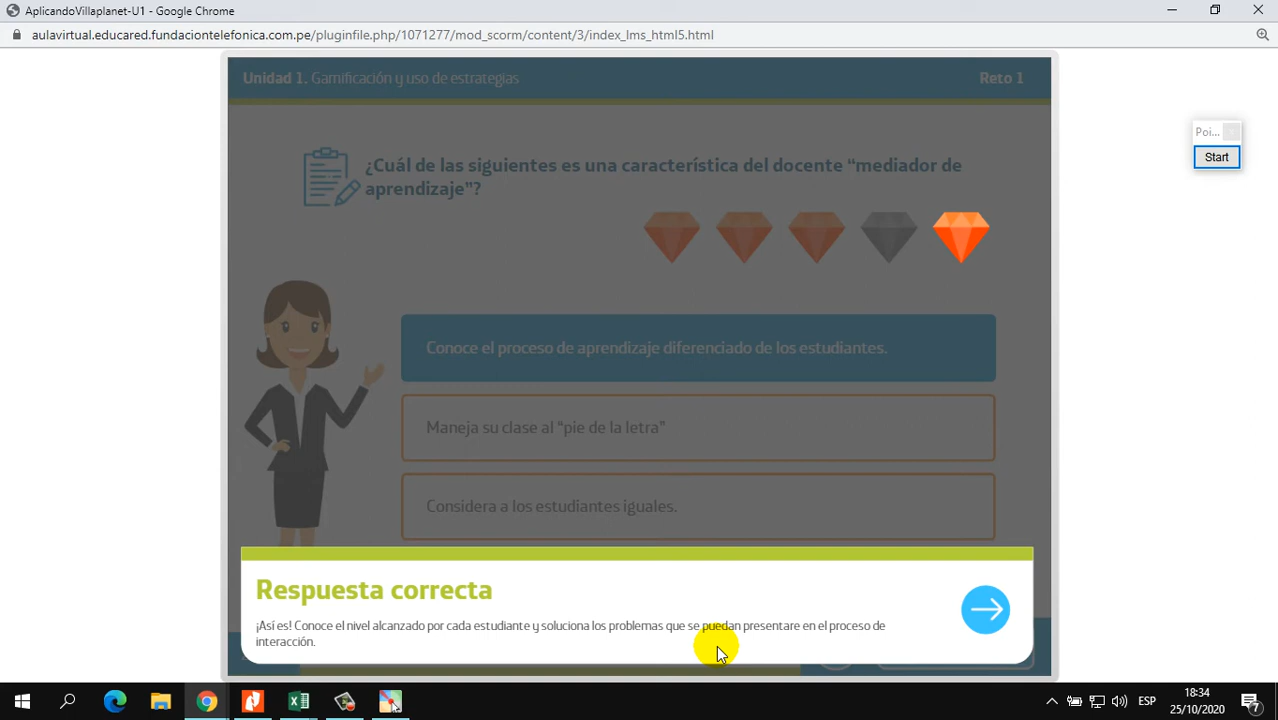 AplicandoVillaplanet-U1 - Google Chrome
aulavirtual.educared.fundaciontelefonica.com.pe/pluginfile.php/1071277/mod_scorm/content/3/index_lms_html5.html
Unidad 1. Gamificación y uso de estrategias
Reto 1
Poi...
Start
¿Cuál de las siguientes es una característica del docente “mediador de
aprendizaje”?
Conoce el proceso de aprendizaje diferenciado de los estudiantes.
Maneja su clase al “pie de la letra”
Considera a los estudiantes iguales.
Respuesta correcta
¡Así es! Conoce el nivel alcanzado por cada estudiante y soluciona los problemas que se puedan presentare en el proceso de
interacción.
ESP
18:34
25/10/2020
7